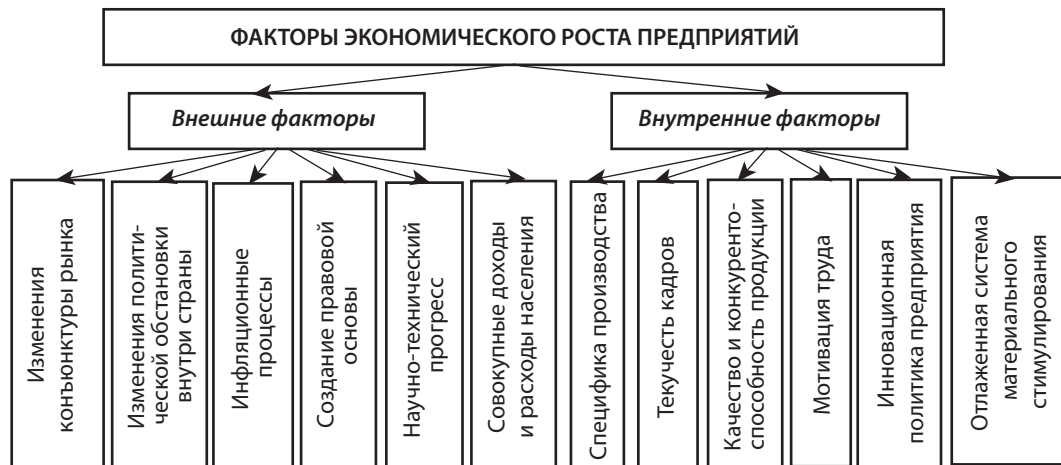 ФАКТОРЫ ЭКОНОМИЧЕСКОГО РОСТА ПРЕДПРИЯТИЙ
Внешние факторы
Внутренние факторы
Изменения
конъюнктуры рынка
Изменения полити-
ческой обстановки
внутри страны
Инфляционные
процессы
Создание правовой
основы
Научно-технический
прогресс
Совокупные доходы
и расходы населения
Специфика производства
Текучесть кадров
Качество и конкуренто-
способность продукции
Мотивация труда
Инновационная
политика предприятия
Отлаженная система
материального
стимулирования